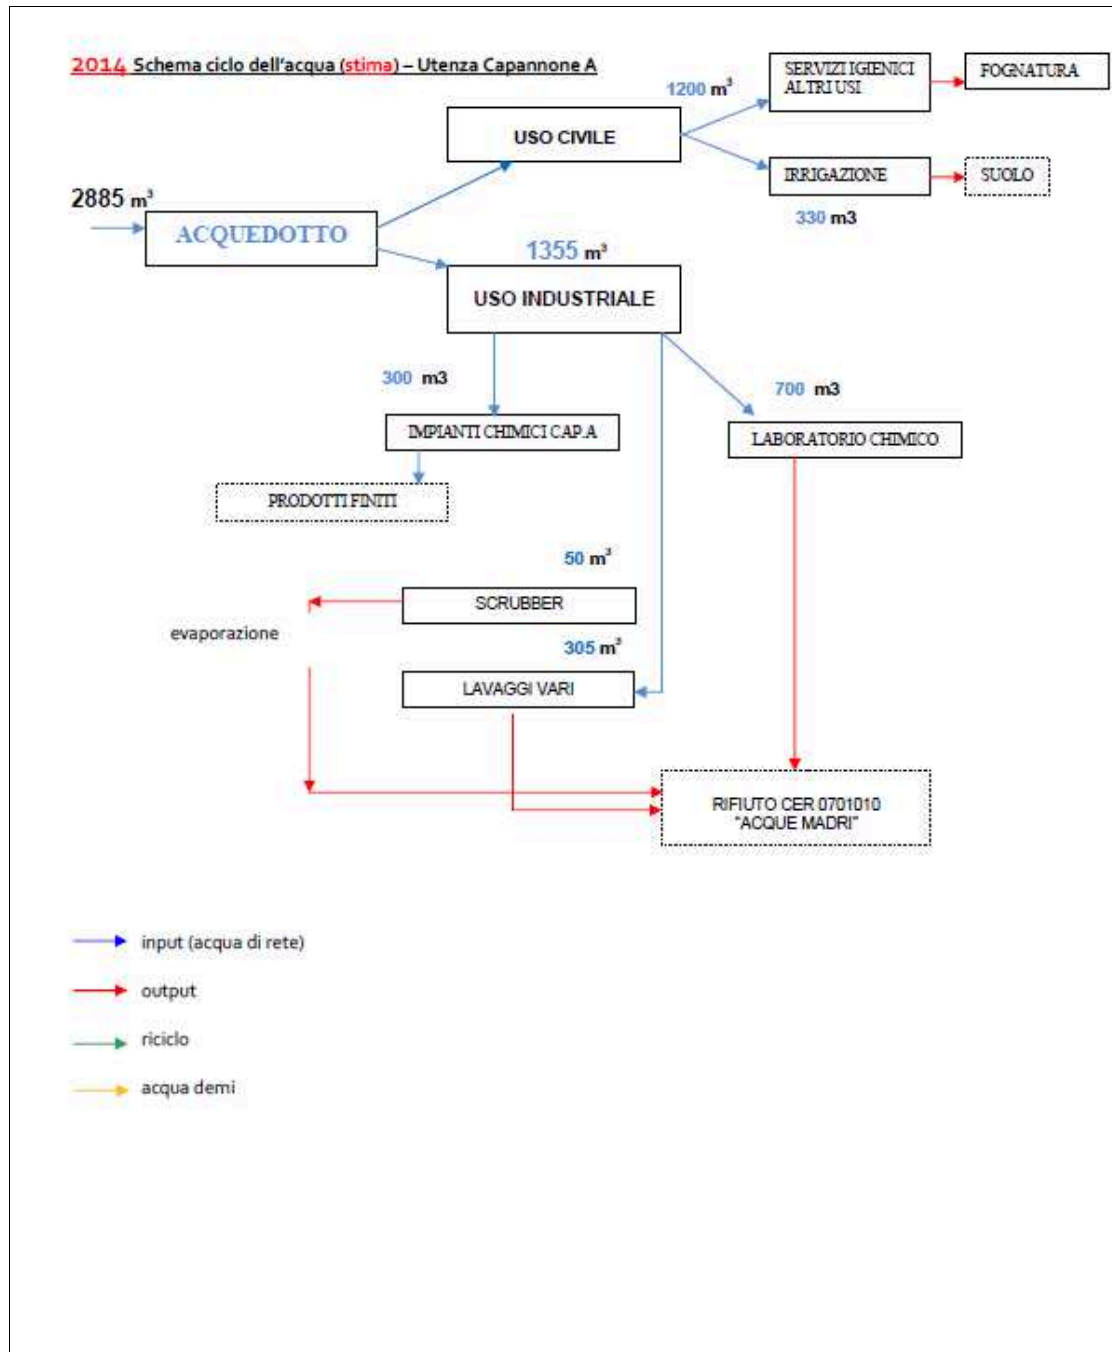 2014 Schema ciclo dell'acqua (stima) – Utenza Capannone A
1200 m³
SERVIZI IGIENICI
ALTRI USI
FOGNATURA
USO CIVILE
IRRIGAZIONE
SUOLO
330 m3
2885 m³
ACQUEDOTTO
1355 m³
USO INDUSTRIALE
300 m3
700 m3
IMPIANTI CHIMICI CAP.A
LABORATORIO CHIMICO
PRODOTTI FINITI
50 m³
SCRUBBER
evaporazione
305 m³
LAVAGGI VARI
RIFIUTO CER 0701010
“ACQUE MADRI”
input (acqua di rete)
output
riciclo
acqua demi